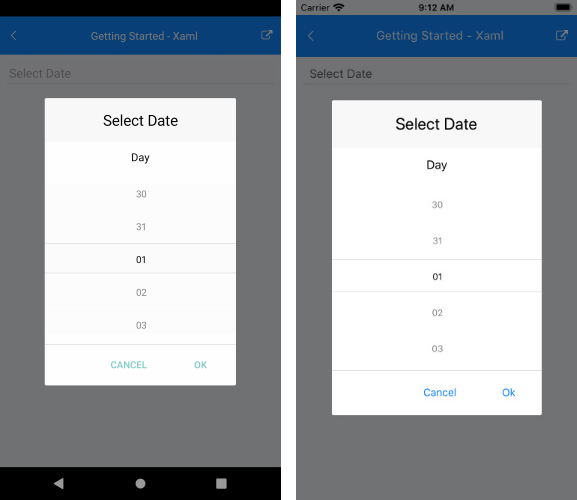 Getting Started - Xaml
Select Date
Select Date
Day
30
31
01
02
03
CANCEL OK
Carrier 9:12 AM
Getting Started - Xaml
Select Date
Select Date
Day
30
31
01
02
03
Cancel Ok